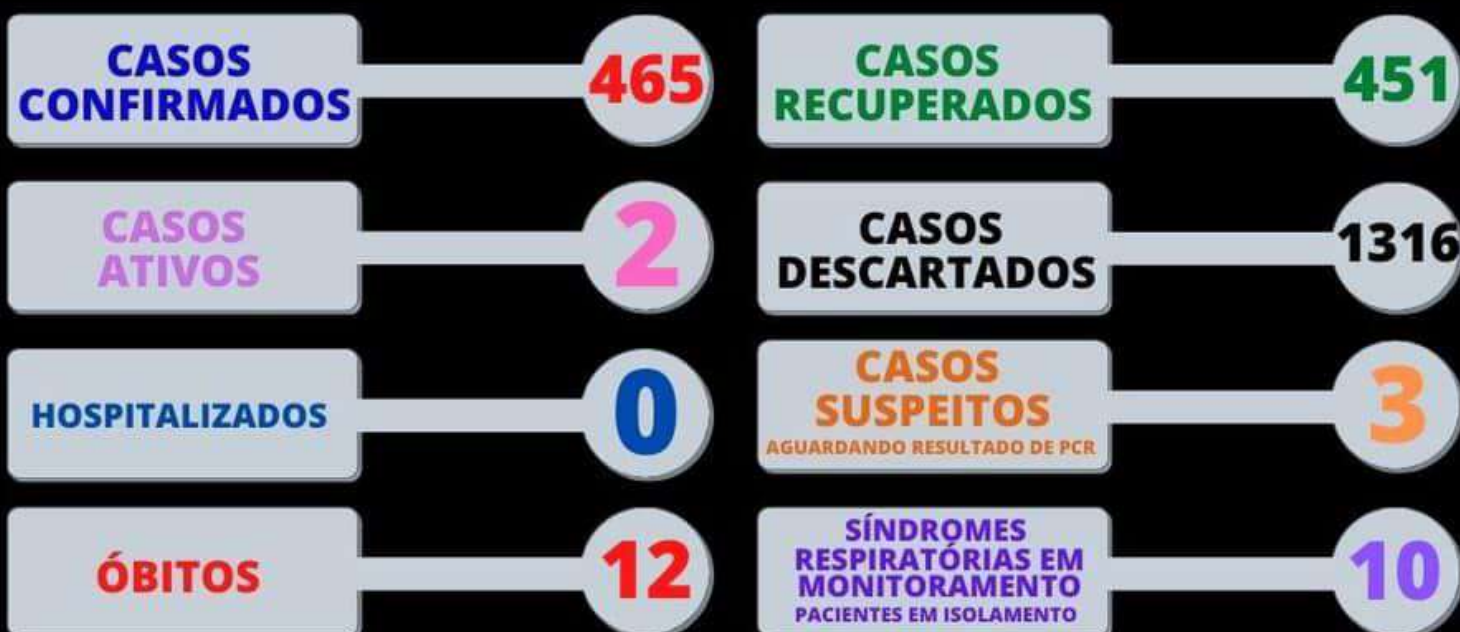 CASOS
CONFIRMADOS
465
CASOS
RECUPERADOS
451
CASOS
ATIVOS
2
CASOS
DESCARTADOS
1316
HOSPITALIZADOS
0
CASOS
SUSPEITOS
AGUARDANDO RESULTADO DE PCR
3
ÓBITOS
12
SÍNDROMES
RESPIRATÓRIAS EM
MONITORAMENTO
PACIENTES EM ISOLAMENTO
10